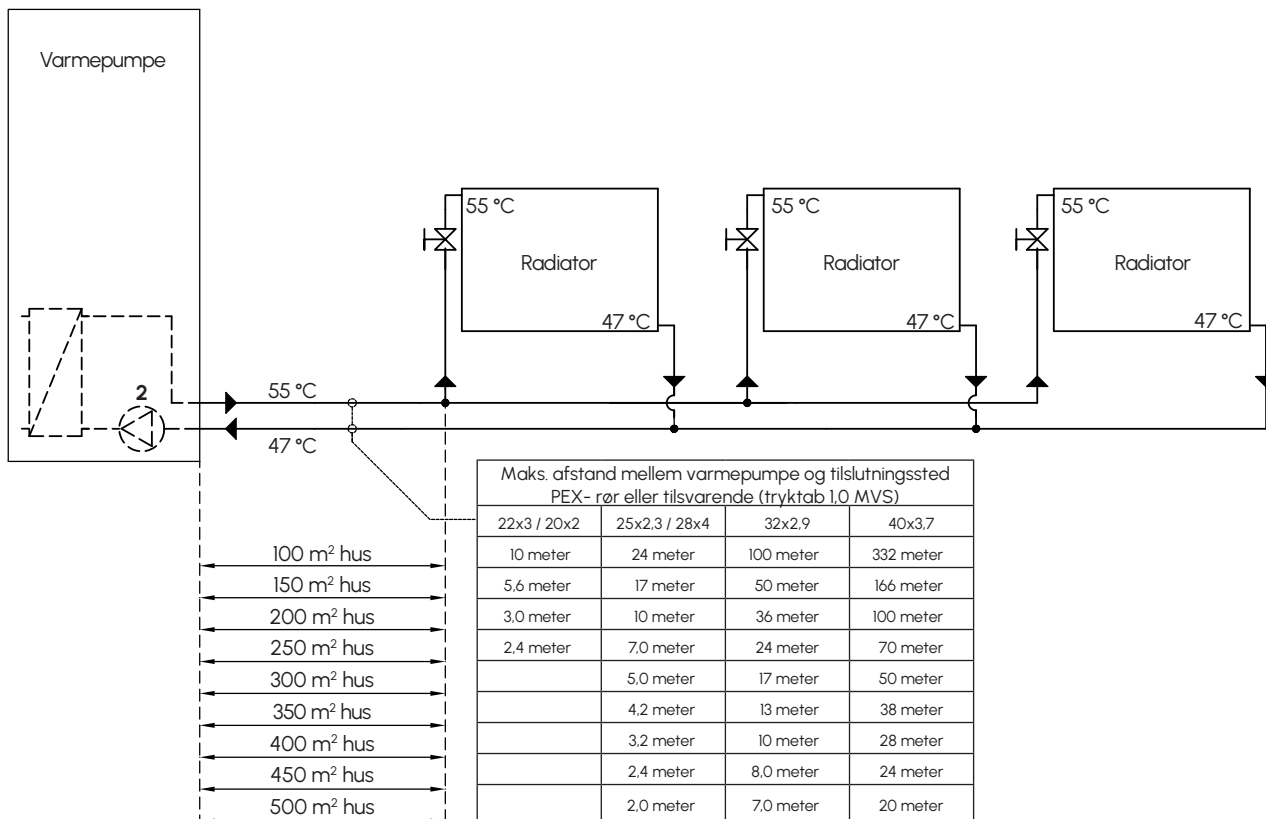 Varmepumpe
55 °C
Radiator
47 °C
55 °C
Radiator
47 °C
55 °C
Radiator
47 °C
2
55 °C
47 °C
Maks. afstand mellem varmepumpe og tilslutningssted
PEX- rør eller tilsvarende (tryktab 1,0 MVS)
22x3 / 20x2 25x2,3 / 28x4 32x2,9 40x3,7
100 m² hus 10 meter 24 meter 100 meter 332 meter
150 m² hus 5,6 meter 17 meter 50 meter 166 meter
200 m² hus 3,0 meter 10 meter 36 meter 100 meter
250 m² hus 2,4 meter 7,0 meter 24 meter 70 meter
300 m² hus 5,0 meter 17 meter 50 meter
350 m² hus 4,2 meter 13 meter 38 meter
400 m² hus 3,2 meter 10 meter 28 meter
450 m² hus 2,4 meter 8,0 meter 24 meter
500 m² hus 2,0 meter 7,0 meter 20 meter